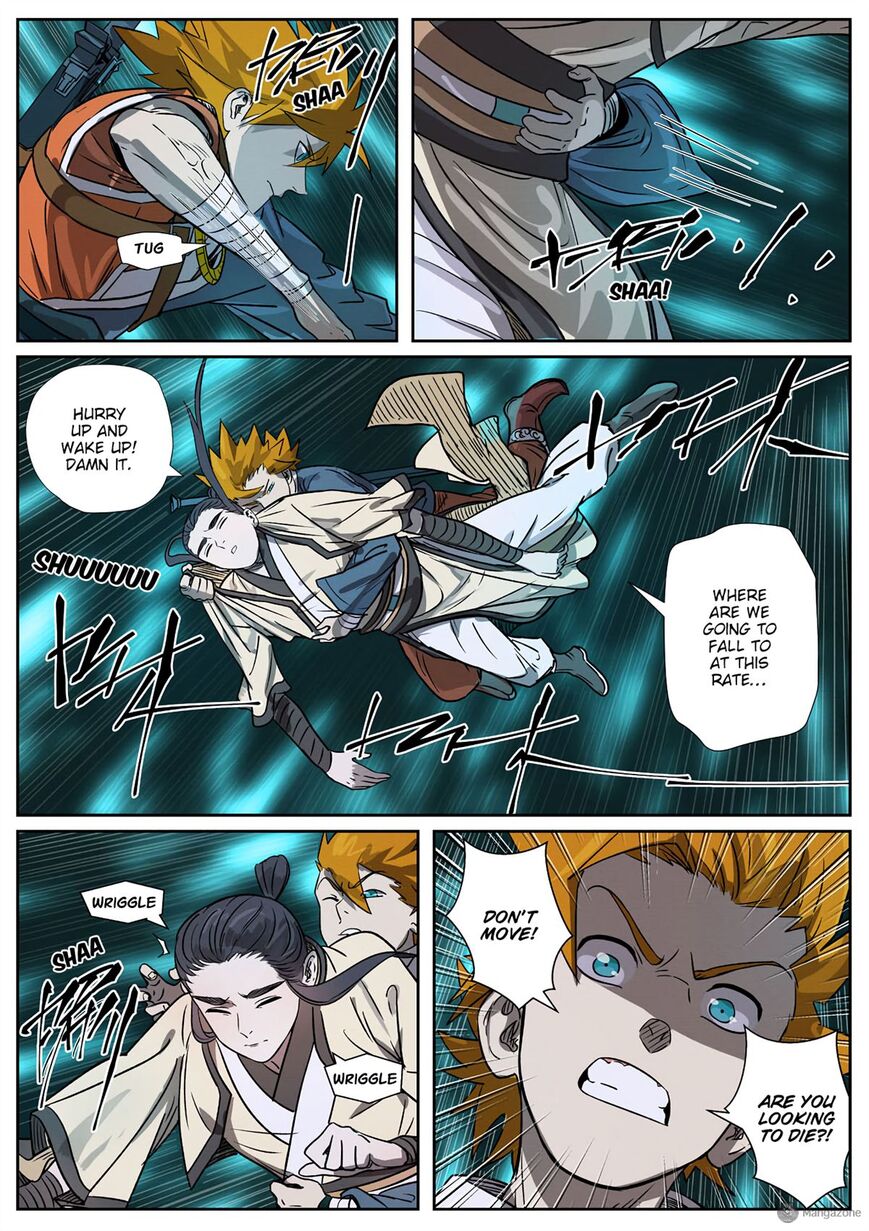 SHAA
TUG
SHAA!
HURRY
UP AND
WAKE UP!
DAMN IT.
SHUUUUUU
WHERE
ARE WE
GOING TO
FALL TO
AT THIS
RATE...
WRIGGLE
SHAA
WRIGGLE
DON'T
MOVE!
ARE YOU
LOOKING
TO DIE?!
Mangazone